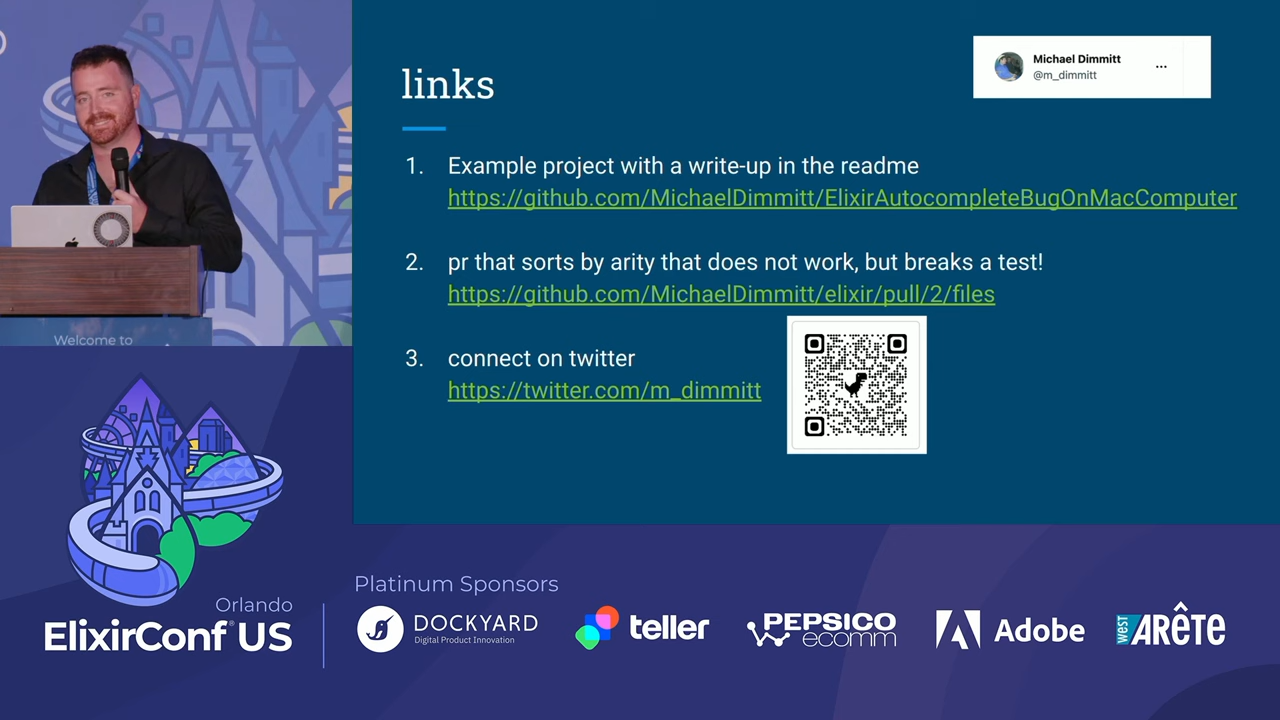 links
Michael Dimmitt
@m_dimmitt
...
1. Example project with a write-up in the readme
https://github.com/MichaelDimmitt/ElixirAutocompleteBugOnMacComputer
2. pr that sorts by arity that does not work, but breaks a test!
https://github.com/MichaelDimmitt/elixir/pull/2/files
3. connect on twitter
https://twitter.com/m_dimmitt
Welcome to
Orlando
ElixirConf® US
Platinum Sponsors
DOCKYARD
Digital Product Innovation
teller
PEPSICO
ecomm
Adobe
west ARÊTE